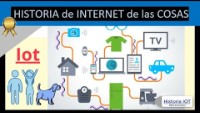 HISTORIA de INTERNET de las COSAS
Iot
TV
Historia IOT